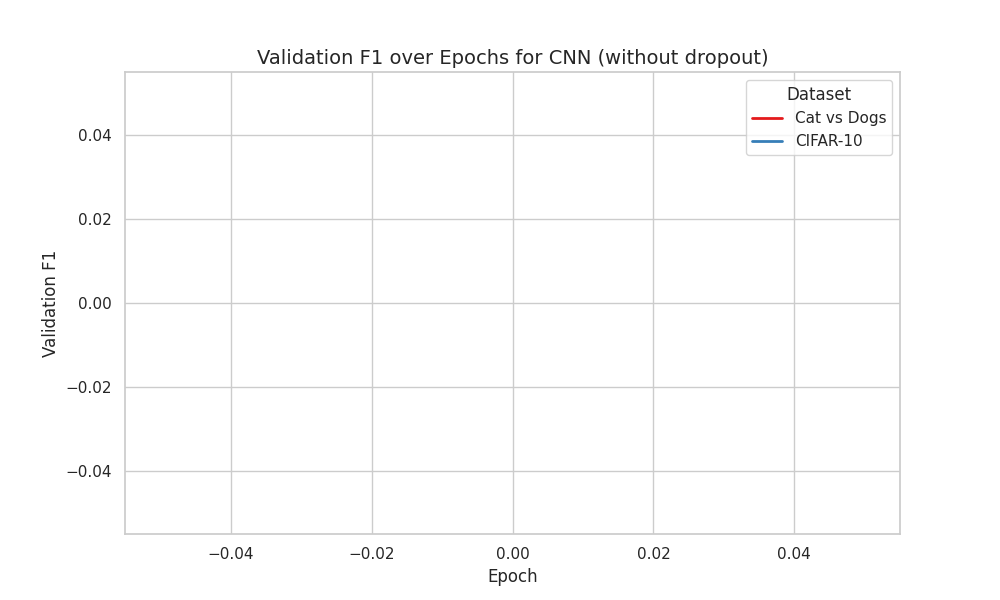 Validation F1 over Epochs for CNN (without dropout)
Dataset
Cat vs Dogs
CIFAR-10
0.04
0.02
0.00
−0.02
−0.04
Validation F1
−0.04
−0.02
0.00
0.02
0.04
Epoch